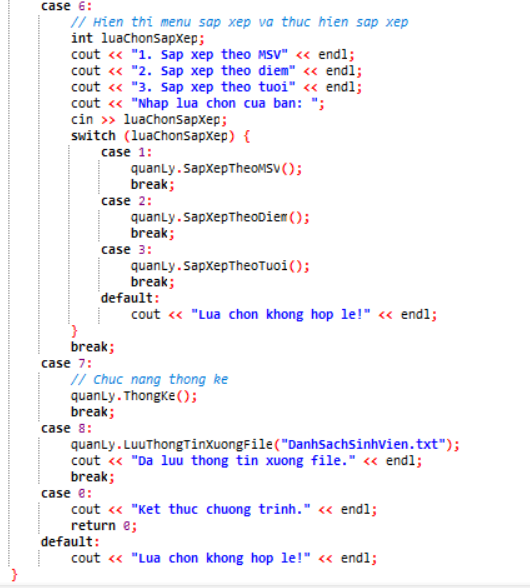 case 6:
// Hien thi menu sap xep va thuc hien sap xep
int luaChonSapXep;
cout << "1. Sap xep theo MSV" << endl;
cout << "2. Sap xep theo diem" << endl;
cout << "3. Sap xep theo tuoi" << endl;
cout << "Nhap lua chon cua ban: ";
cin >> luaChonSapXep;
switch (luaChonSapXep) {
case 1:
quanLy.SapXepTheoMSV();
break;
case 2:
quanLy.SapXepTheoDiem();
break;
case 3:
quanLy.SapXepTheoTuoi();
break;
default:
cout << "Lua chon khong hop le!" << endl;
}
break;
case 7:
// Chuc nang thong ke
quanLy.ThongKe();
break;
case 8:
quanLy.LuuThongTinXuongFile("DanhSachSinhVien.txt");
cout << "Da luu thong tin xuong file." << endl;
break;
case 0:
cout << "Ket thuc chuong trinh." << endl;
return 0;
default:
cout << "Lua chon khong hop le!" << endl;
}